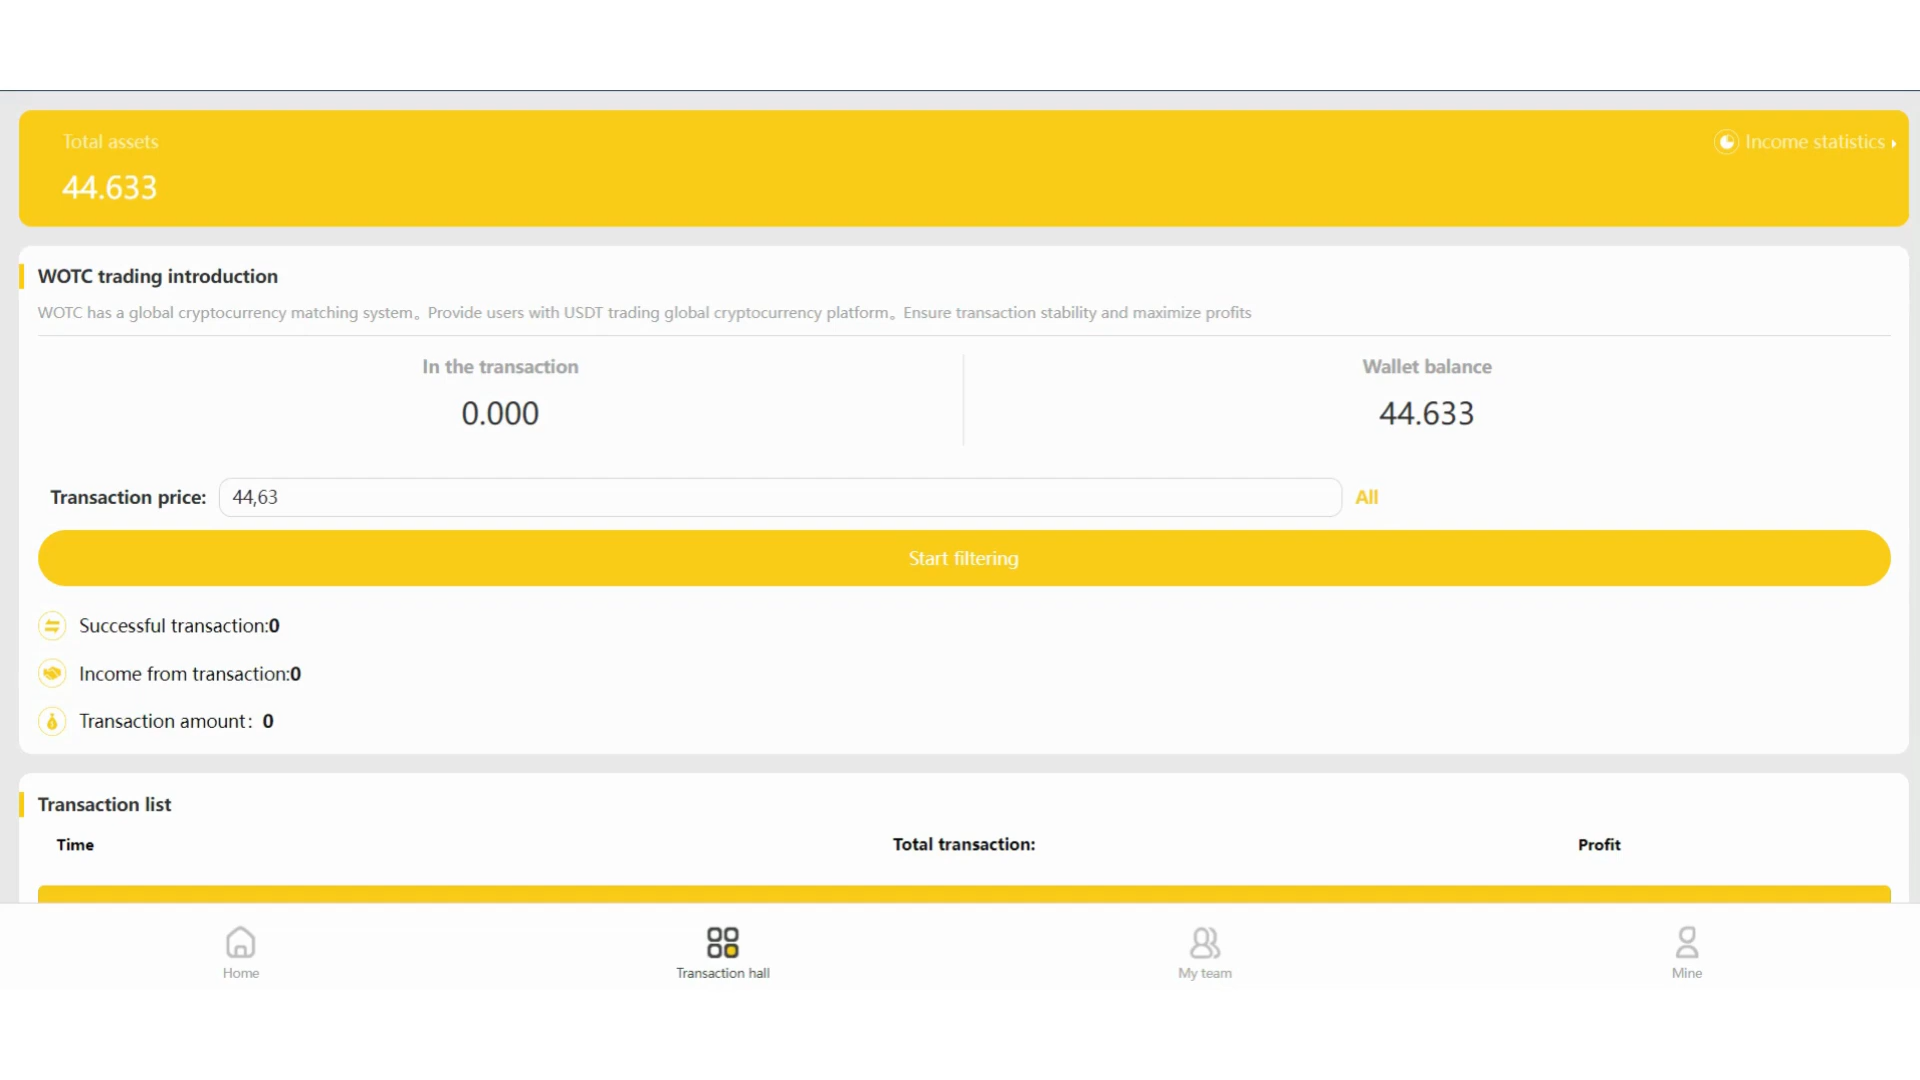 Total assets
Income statistics
44.633
WOTC trading introduction
WOTC has a global cryptocurrency matching system。Provide users with USDT trading global cryptocurrency platform。Ensure transaction stability and maximize profits
In the transaction
Wallet balance
0.000
44.633
Transaction price: 44,63 All
Start filtering
Successful transaction:0
Income from transaction:0
Transaction amount：0
Transaction list
Time Total transaction: Profit
Home Transaction hall My team Mine